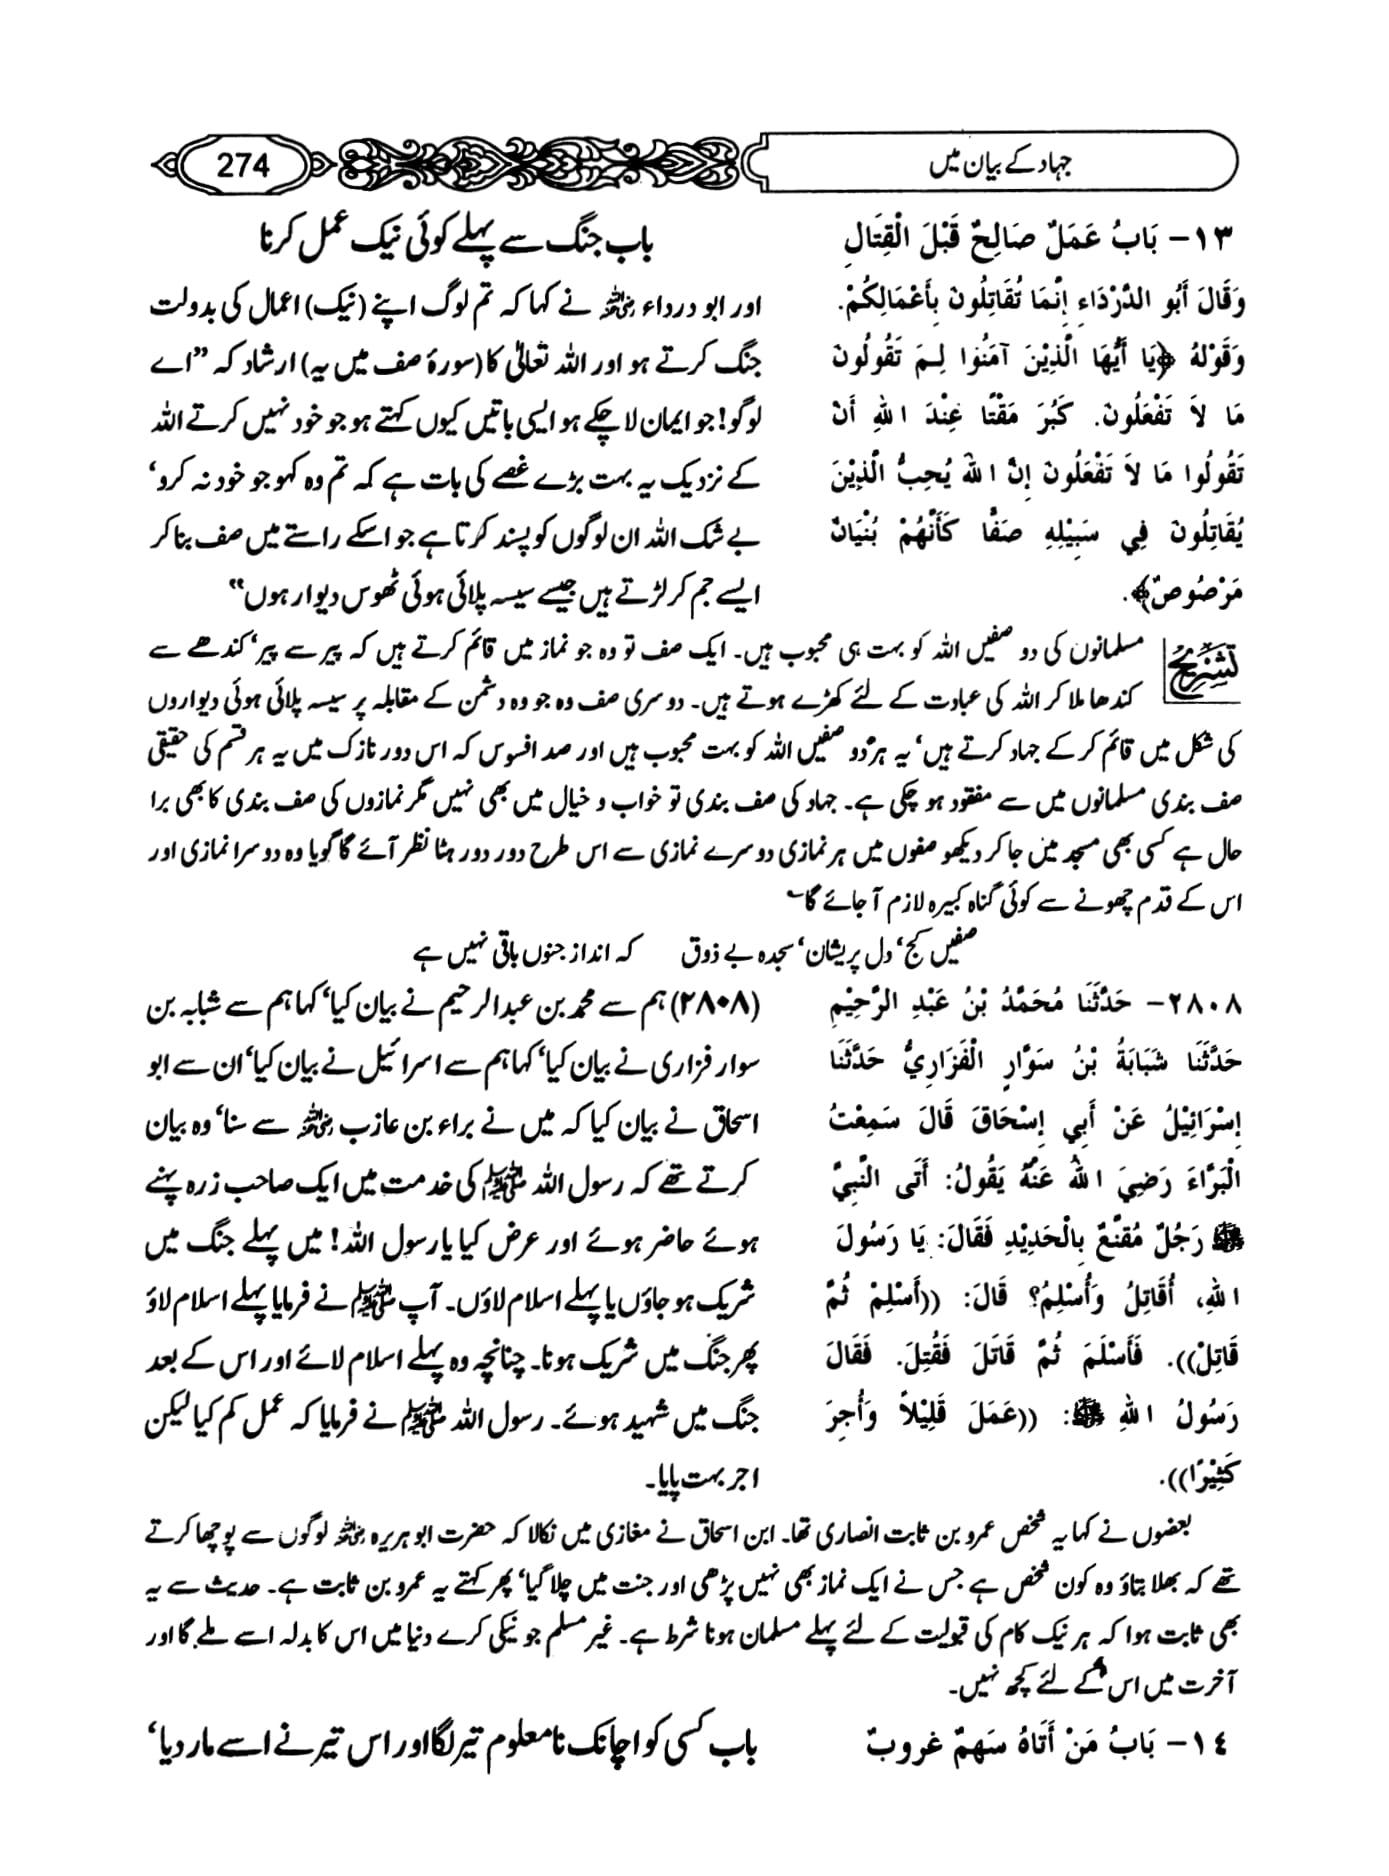 جہاد کے بیان میں
274
١٣- بَابُ عَمَلٌ صَالِحٌ قَبْلَ الْقِتَالِ
وَقَالَ أَبُو الدَّرْدَاءِ إِنَّمَا تُقَاتِلُونَ بِأَعْمَالِكُمْ.
وَقَوْلهُ ﴿يَا أَيُّهَا الَّذِيْنَ آمَنُوا لِمَ تَقُولُونَ
مَا لاَ تَفْعَلُونَ. كَبُرَ مَقْتًا عِنْدَ اللهِ أَنْ
تَقُولُوا مَا لاَ تَفْعَلُونَ إِنَّ اللهَ يُحِبُّ الَّذِيْنَ
يُقَاتِلُونَ فِي سَبِيْلِهِ صَفًّا كَأَنَّهُمْ بُنْيَانٌ
مَرْصُوصٌ﴾.
باب جنگ سے پہلے کوئی نیک عمل کرنا
اور ابو درداء رضی اللہ عنہ نے کہا کہ تم لوگ اپنے (نیک) اعمال کی بدولت
جنگ کرتے ہو اور اللہ تعالیٰ کا (سورۂ صف میں یہ) ارشاد کہ ”اے
لوگو! جو ایمان لا چکے ہو ایسی باتیں کیوں کہتے ہو جو خود نہیں کرتے اللہ
کے نزدیک یہ بہت بڑے غصے کی بات ہے کہ تم وہ کہو جو خود نہ کرو‘
بے شک اللہ ان لوگوں کو پسند کرتا ہے جو اسکے راستے میں صف بنا کر
ایسے جم کر لڑتے ہیں جیسے سیسہ پلائی ہوئی ٹھوس دیوار ہوں“
تشریح مسلمانوں کی دو صفیں اللہ کو بہت ہی محبوب ہیں۔ ایک صف تو وہ جو نماز میں قائم کرتے ہیں کہ پیر سے پیر‘ کندھے سے
کندھا ملا کر اللہ کی عبادت کے لئے کھڑے ہوتے ہیں۔ دوسری صف وہ جو وہ دشمن کے مقابلہ پر سیسہ پلائی ہوئی دیواروں
کی شکل میں قائم کر کے جہاد کرتے ہیں‘ یہ ہر دو صفیں اللہ کو بہت محبوب ہیں اور صد افسوس کہ اس دور نازک میں یہ ہر قسم کی حقیقی
صف بندی مسلمانوں میں سے مفقود ہو چکی ہے۔ جہاد کی صف بندی تو خواب و خیال میں بھی نہیں مگر نمازوں کی صف بندی کا بھی برا
حال ہے کسی بھی مسجد میں جا کر دیکھو صفوں میں ہر نمازی دوسرے نمازی سے اس طرح دور دور ہٹا نظر آئے گا گویا وہ دوسرا نمازی اور
اس کے قدم چھونے سے کوئی گناہ کبیرہ لازم آ جائے گا۔
صفیں کج‘ دل پریشان‘ سجدہ بے ذوق کہ انداز جنوں باقی نہیں ہے
٢٨٠٨- حَدَّثَنَا مُحَمَّدُ بْنُ عَبْدِ الرَّحِيْمِ
حَدَّثَنَا شَبَابَةُ بْنُ سَوَّارٍ الْفَزَارِيُّ حَدَّثَنَا
إِسْرَائِيْلُ عَنْ أَبِي إِسْحَاقَ قَالَ سَمِعْتُ
الْبَرَّاءَ رَضِيَ اللهُ عَنْهُ يَقُولُ: أَتَى النَّبِيَّ
ﷺ رَجُلٌ مُقَنَّعٌ بِالْحَدِيْدِ فَقَالَ: يَا رَسُولَ
اللهِ، أُقَاتِلُ وَأُسْلِمُ؟ قَالَ: ((أَسْلِمْ ثُمَّ
قَاتِلْ)). فَأَسْلَمَ ثُمَّ قَاتَلَ فَقُتِلَ. فَقَالَ
رَسُولُ اللهِ ﷺ: ((عَمَلَ قَلِيْلاً وَأُجِرَ
كَثِيْرًا)).
(٢٨٠٨) ہم سے محمد بن عبدالرحیم نے بیان کیا‘ کہا ہم سے شبابہ بن
سوار فزاری نے بیان کیا‘ کہا ہم سے اسرائیل نے بیان کیا‘ ان سے ابو
اسحاق نے بیان کیا کہ میں نے براء بن عازب رضی اللہ عنہ سے سنا‘ وہ بیان
کرتے تھے کہ رسول اللہ ﷺ کی خدمت میں ایک صاحب زرہ پہنے
ہوئے حاضر ہوئے اور عرض کیا یا رسول اللہ! میں پہلے جنگ میں
شریک ہو جاؤں یا پہلے اسلام لاؤں۔ آپ ﷺ نے فرمایا پہلے اسلام لاؤ
پھر جنگ میں شریک ہونا۔ چنانچہ وہ پہلے اسلام لائے اور اس کے بعد
جنگ میں شہید ہوئے۔ رسول اللہ ﷺ نے فرمایا کہ عمل کم کیا لیکن
اجر بہت پایا۔
بعضوں نے کہا یہ شخص عمرو بن ثابت انصاری تھا۔ ابن اسحاق نے مغازی میں نکالا کہ حضرت ابو ہریرہ رضی اللہ عنہ لوگوں سے پوچھا کرتے
تھے کہ بھلا بتاؤ وہ کون شخص ہے جس نے ایک نماز بھی نہیں پڑھی اور جنت میں چلا گیا‘ پھر کہتے یہ عمرو بن ثابت ہے۔ حدیث سے یہ
بھی ثابت ہوا کہ ہر نیک کام کی قبولیت کے لئے پہلے مسلمان ہونا شرط ہے۔ غیر مسلم جو نیکی کرے دنیا میں اس کا بدلہ اسے ملے گا اور
آخرت میں اس کے لئے کچھ نہیں۔
١٤- بَابُ مَنْ أَتَاهُ سَهمٌ غروبٌ
باب کسی کو اچانک نامعلوم تیر لگا اور اس تیر نے اسے مار دیا‘